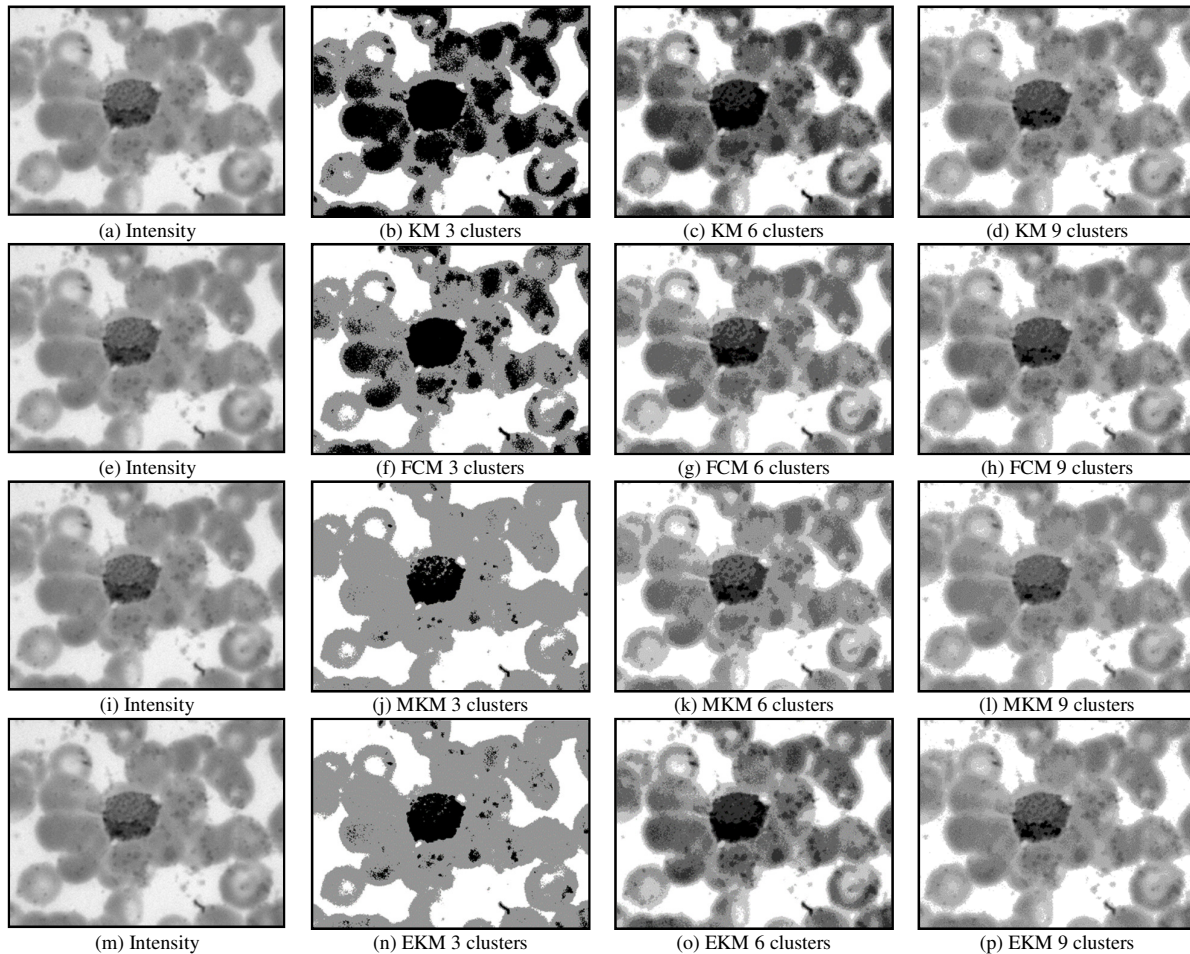 (a) Intensity
(b) KM 3 clusters
(c) KM 6 clusters
(d) KM 9 clusters
(e) Intensity
(f) FCM 3 clusters
(g) FCM 6 clusters
(h) FCM 9 clusters
(i) Intensity
(j) MKM 3 clusters
(k) MKM 6 clusters
(l) MKM 9 clusters
(m) Intensity
(n) EKM 3 clusters
(o) EKM 6 clusters
(p) EKM 9 clusters